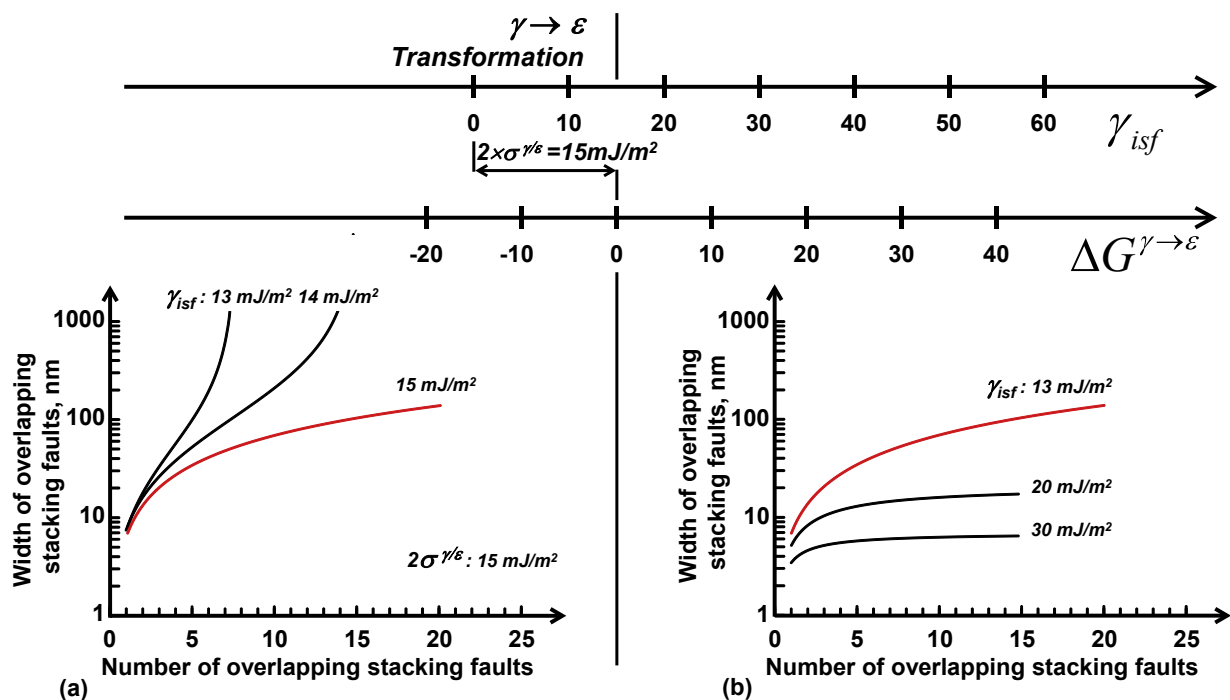 γ → ε
Transformation
0 10 20 30 40 50 60
γisf
2×σ^γ/ε =15mJ/m²
-20 -10 0 10 20 30 40
ΔG^γ→ε
γisf : 13 mJ/m² 14 mJ/m²
1000
15 mJ/m²
100
10
1
2σ^γ/ε : 15 mJ/m²
Width of overlapping
stacking faults, nm
0 5 10 15 20 25
Number of overlapping stacking faults
(a)
1000
γisf : 13 mJ/m²
100
20 mJ/m²
10
30 mJ/m²
1
Width of overlapping
stacking faults, nm
0 5 10 15 20 25
Number of overlapping stacking faults
(b)